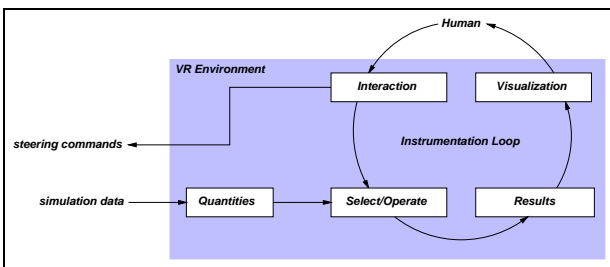 Human
VR Environment
Interaction
Visualization
steering commands
Instrumentation Loop
simulation data
Quantities
Select/Operate
Results